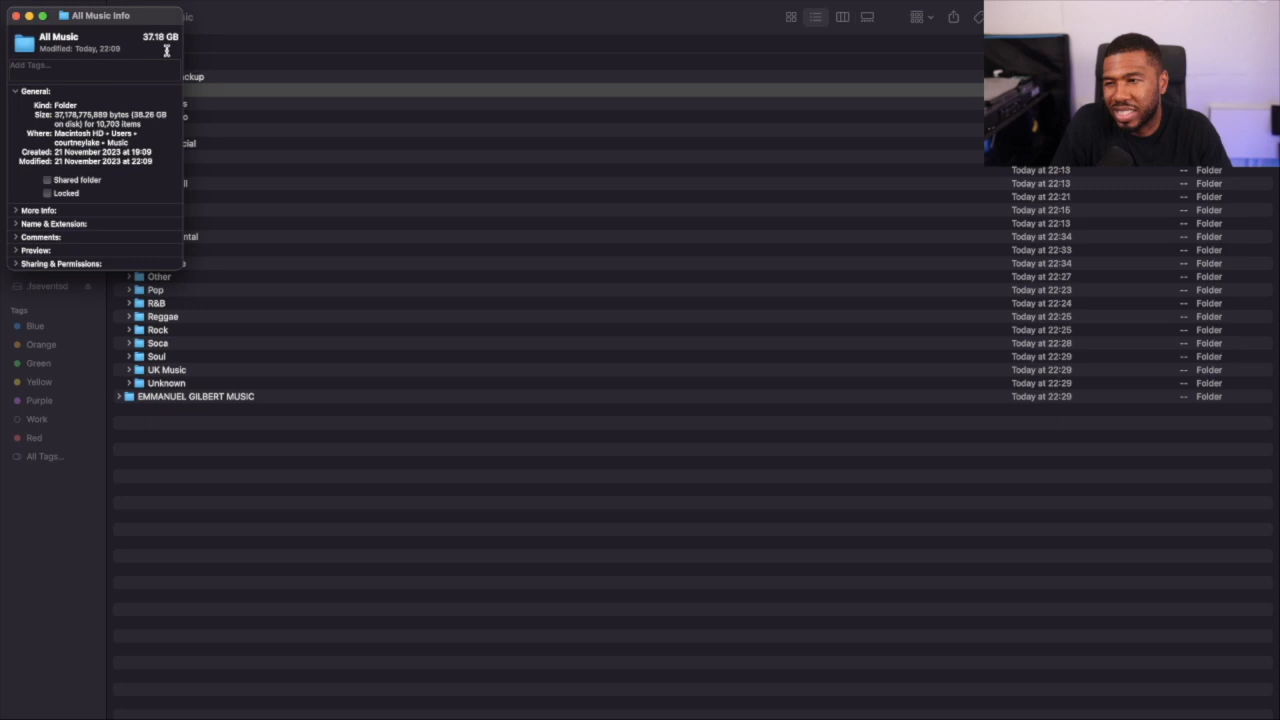 All Music Info
sic
All Music
37.18 GB
Modified: Today, 22:09
Add Tags...
General:
Kind: Folder
Size: 37,178,775,889 bytes (38.26 GB
on disk) for 10,703 items
Where: Macintosh HD • Users •
courtneylake • Music
Created: 21 November 2023 at 19:09
Modified: 21 November 2023 at 22:09
Shared folder
Locked
More Info:
Name & Extension:
Comments:
Preview:
Sharing & Permissions:
ckup
s
o
cial
Today at 22:13 -- Folder
ll Today at 22:13 -- Folder
Today at 22:21 -- Folder
Today at 22:15 -- Folder
Today at 22:13 -- Folder
ntal Today at 22:34 -- Folder
Today at 22:33 -- Folder
e Today at 22:34 -- Folder
Other Today at 22:27 -- Folder
Pop Today at 22:23 -- Folder
R&B Today at 22:24 -- Folder
Reggae Today at 22:25 -- Folder
Rock Today at 22:25 -- Folder
Soca Today at 22:28 -- Folder
Soul Today at 22:29 -- Folder
UK Music Today at 22:29 -- Folder
Unknown Today at 22:29 -- Folder
EMMANUEL GILBERT MUSIC Today at 22:29 -- Folder
.fseventsd
Tags
Blue
Orange
Green
Yellow
Purple
Work
Red
All Tags...